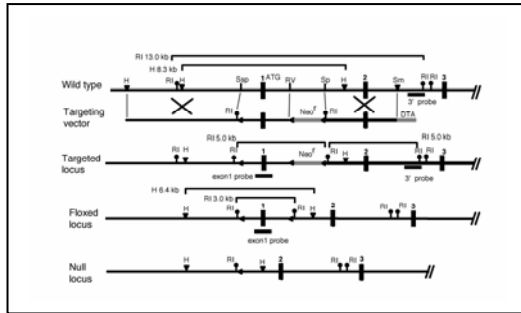 RI 13.0 kb
H 8.3 kb
H RI H Ssp 1 ATG RV Sp H 2 Sm RI RI 3
Wild type
3' probe
Targeting vector
RI Neo r RI DTA
RI 5.0 kb RI 5.0 kb
Targeted locus
RI H RI 1 Neo r RI H 2 RI RI 3
exon1 probe 3' probe
H 6.4 kb
RI 3.0 kb
Floxed locus
H RI 1 RI H 2 RI RI 3
exon1 probe
Null locus
H RI H 2 RI RI 3